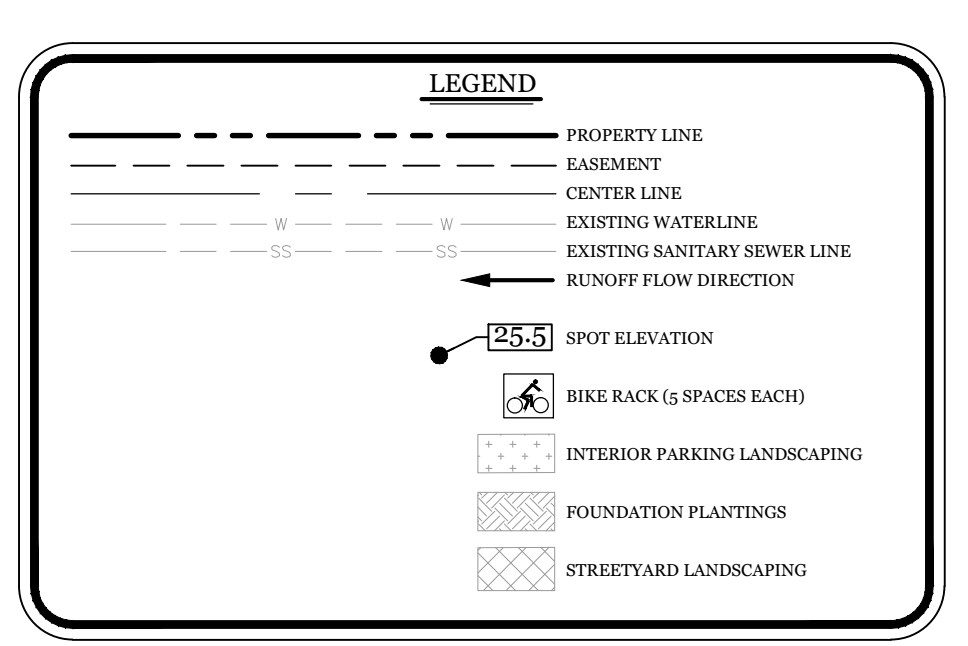 LEGEND
PROPERTY LINE
EASEMENT
CENTER LINE
W W EXISTING WATERLINE
SS SS EXISTING SANITARY SEWER LINE
RUNOFF FLOW DIRECTION
25.5 SPOT ELEVATION
BIKE RACK (5 SPACES EACH)
INTERIOR PARKING LANDSCAPING
FOUNDATION PLANTINGS
STREETYARD LANDSCAPING